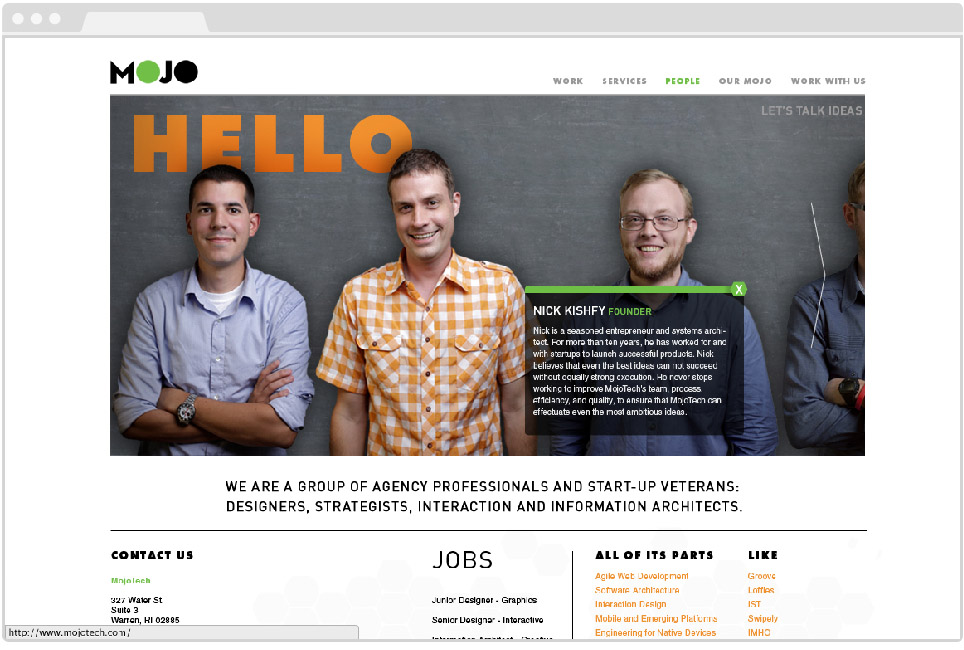 MOJO
WORK SERVICES PEOPLE OUR MOJO WORK WITH US
LET'S TALK IDEAS
HELLO
X
NICK KISHFY FOUNDER
Nick is a seasoned entrepreneur and systems archi-
tect. For more than ten years, he has worked for and
with startups to launch successful products. Nick
believes that even the best ideas can not succeed
without equally strong execution. He never stops
working to improve MojoTech's team, process,
efficiency, and quality, to ensure that MojoTech can
effectuate even the most ambitious ideas.
WE ARE A GROUP OF AGENCY PROFESSIONALS AND START-UP VETERANS:
DESIGNERS, STRATEGISTS, INTERACTION AND INFORMATION ARCHITECTS.
CONTACT US
MojoTech
327 Water St
Suite 3
Warren, RI 02885
JOBS
Junior Designer - Graphics
Senior Designer - Interactive
Information Architect - Creative
ALL OF ITS PARTS
Agile Web Development
Software Architecture
Interaction Design
Mobile and Emerging Platforms
Engineering for Native Devices
LIKE
Groove
Lofties
IST
Swipely
IMHO
http://www.mojotech.com/